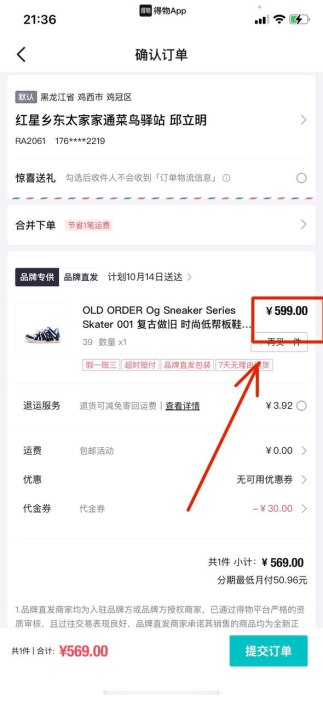 21:36
得物App
确认订单
默认 黑龙江省 鸡西市 鸡冠区
红星乡东太家家通菜鸟驿站 邱立明
RA2061 176****2219
惊喜送礼 勾选后收件人不会收到「订单物流信息」
合并下单 节省1笔运费
品牌专供 品牌直发 计划10月14日送达
OLD ORDER Og Sneaker Series
Skater 001 复古做旧 时尚低帮板鞋...
¥599.00
39 数量 x1
再买一件
假一赔三 超时赔付 品牌直发包装 7天无理由退货
退运服务 退货可减免寄回运费 | 查看详情 ¥3.92
运费 包邮活动 ¥0.00
优惠 无可用优惠券
代金券 代金券 -¥30.00
共1件 小计: ¥569.00
分期最低月付50.96元
1.品牌直发商家均为入驻品牌方或品牌方授权商家，已通过得物平台严格的资
质审核，且过往交易表现良好，品牌直发商家承诺其销售的商品均为全新正
共1件 | 合计: ¥569.00
提交订单